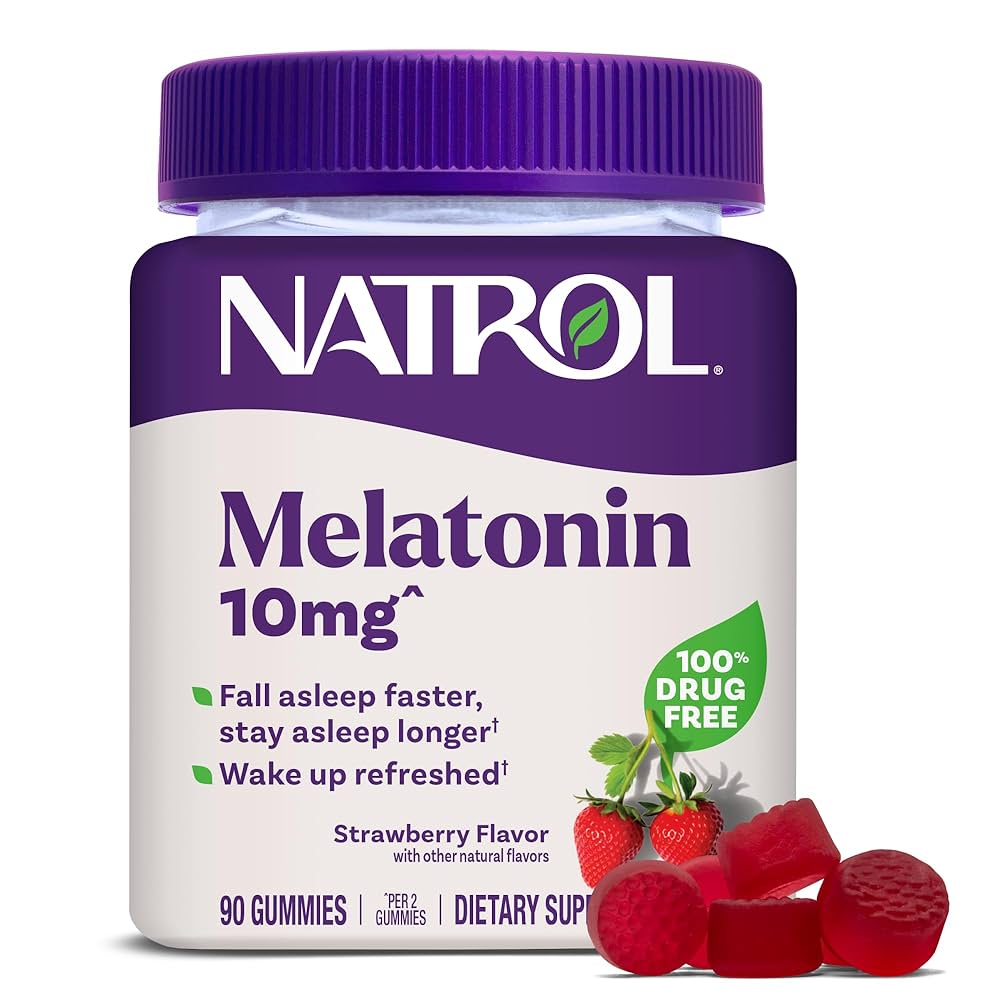 NATROL®
Melatonin
10mg^
Fall asleep faster,
stay asleep longer†
Wake up refreshed†
100%
DRUG
FREE
Strawberry Flavor
with other natural flavors
90 GUMMIES | ^PER 2 GUMMIES | DIETARY SUPP